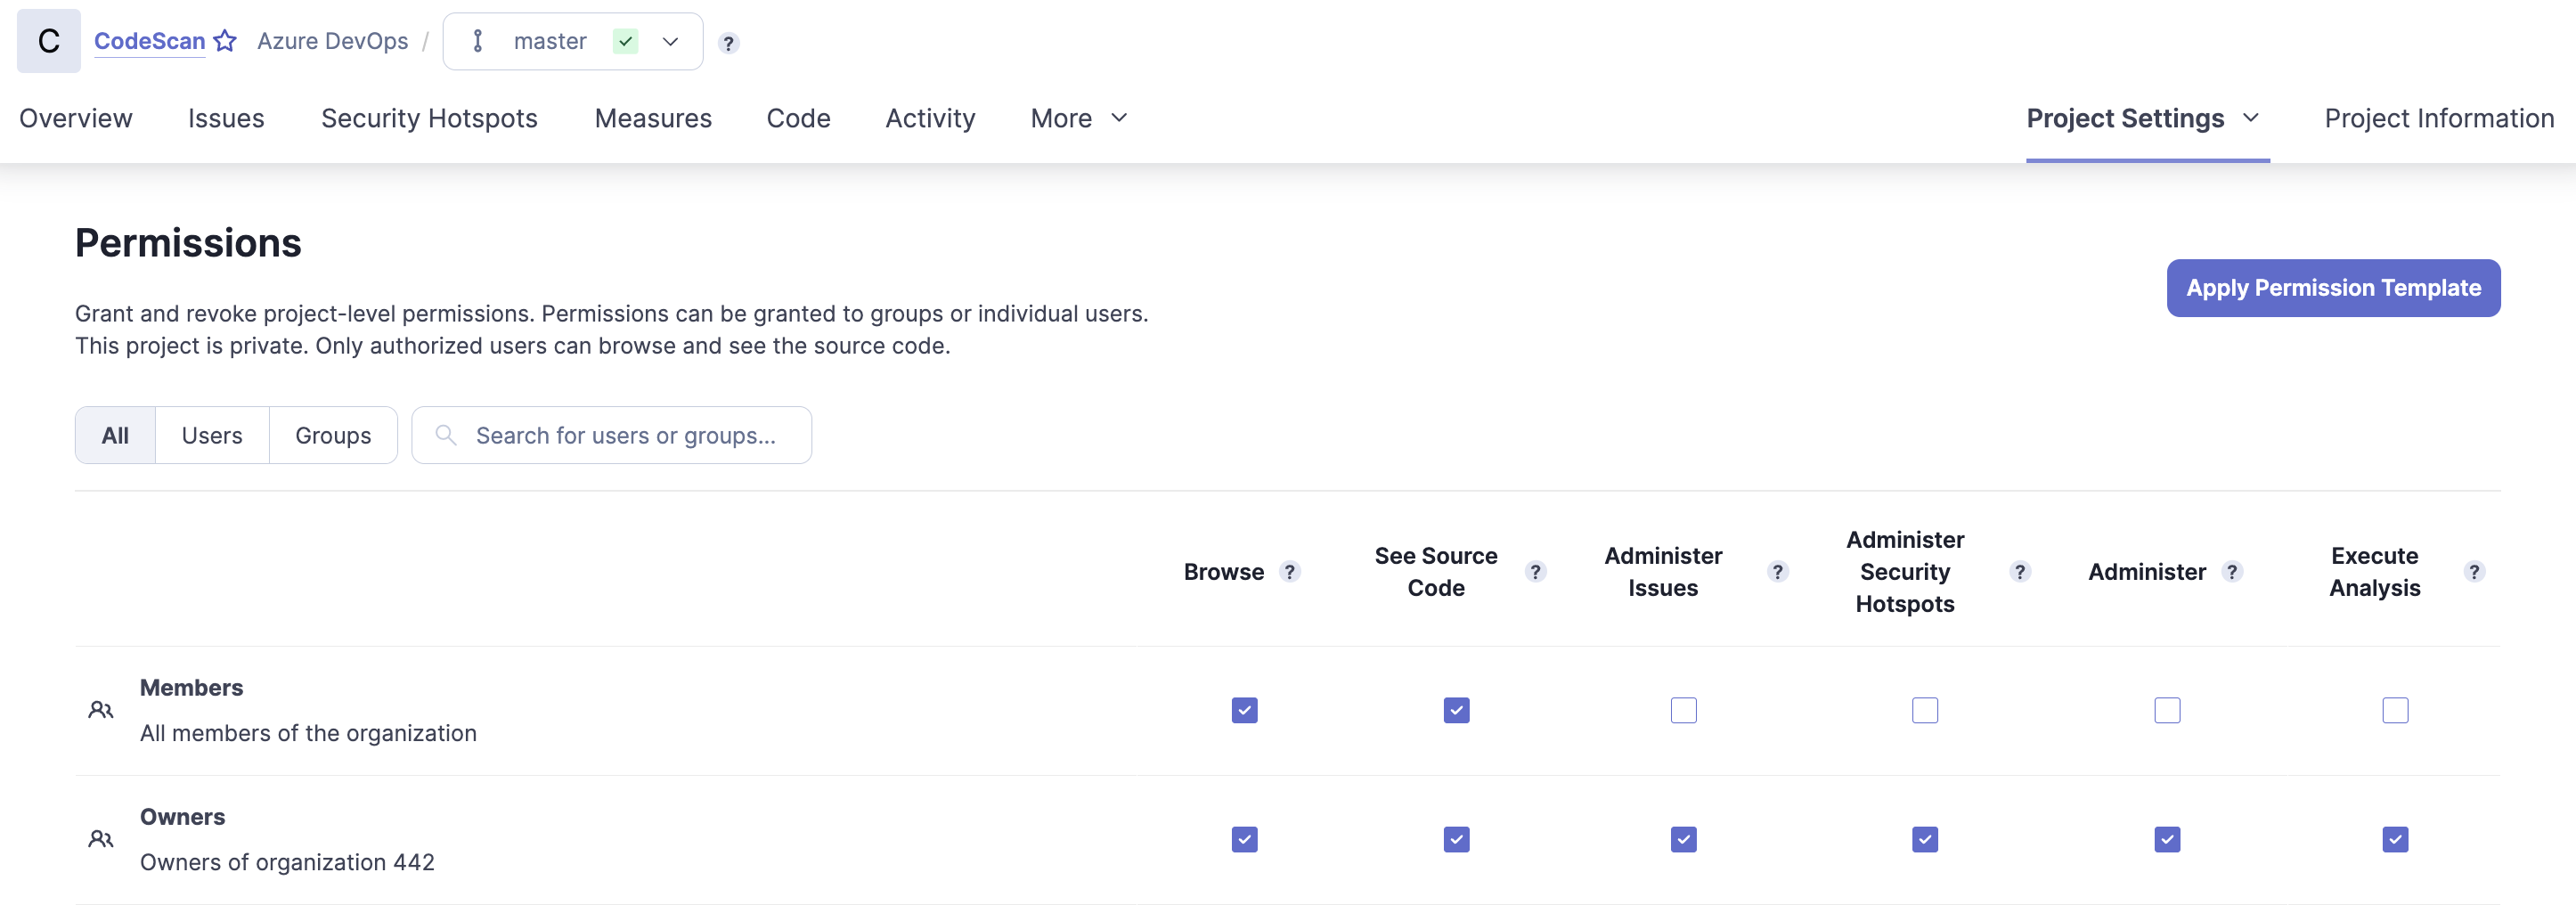 C CodeScan Azure DevOps / master ?
Overview Issues Security Hotspots Measures Code Activity More Project Settings Project Information
Permissions
Apply Permission Template
Grant and revoke project-level permissions. Permissions can be granted to groups or individual users.
This project is private. Only authorized users can browse and see the source code.
All Users Groups Search for users or groups...
Browse ? See Source Code ? Administer Issues ? Administer Security Hotspots ? Administer ? Execute Analysis ?
Members
All members of the organization
Owners
Owners of organization 442